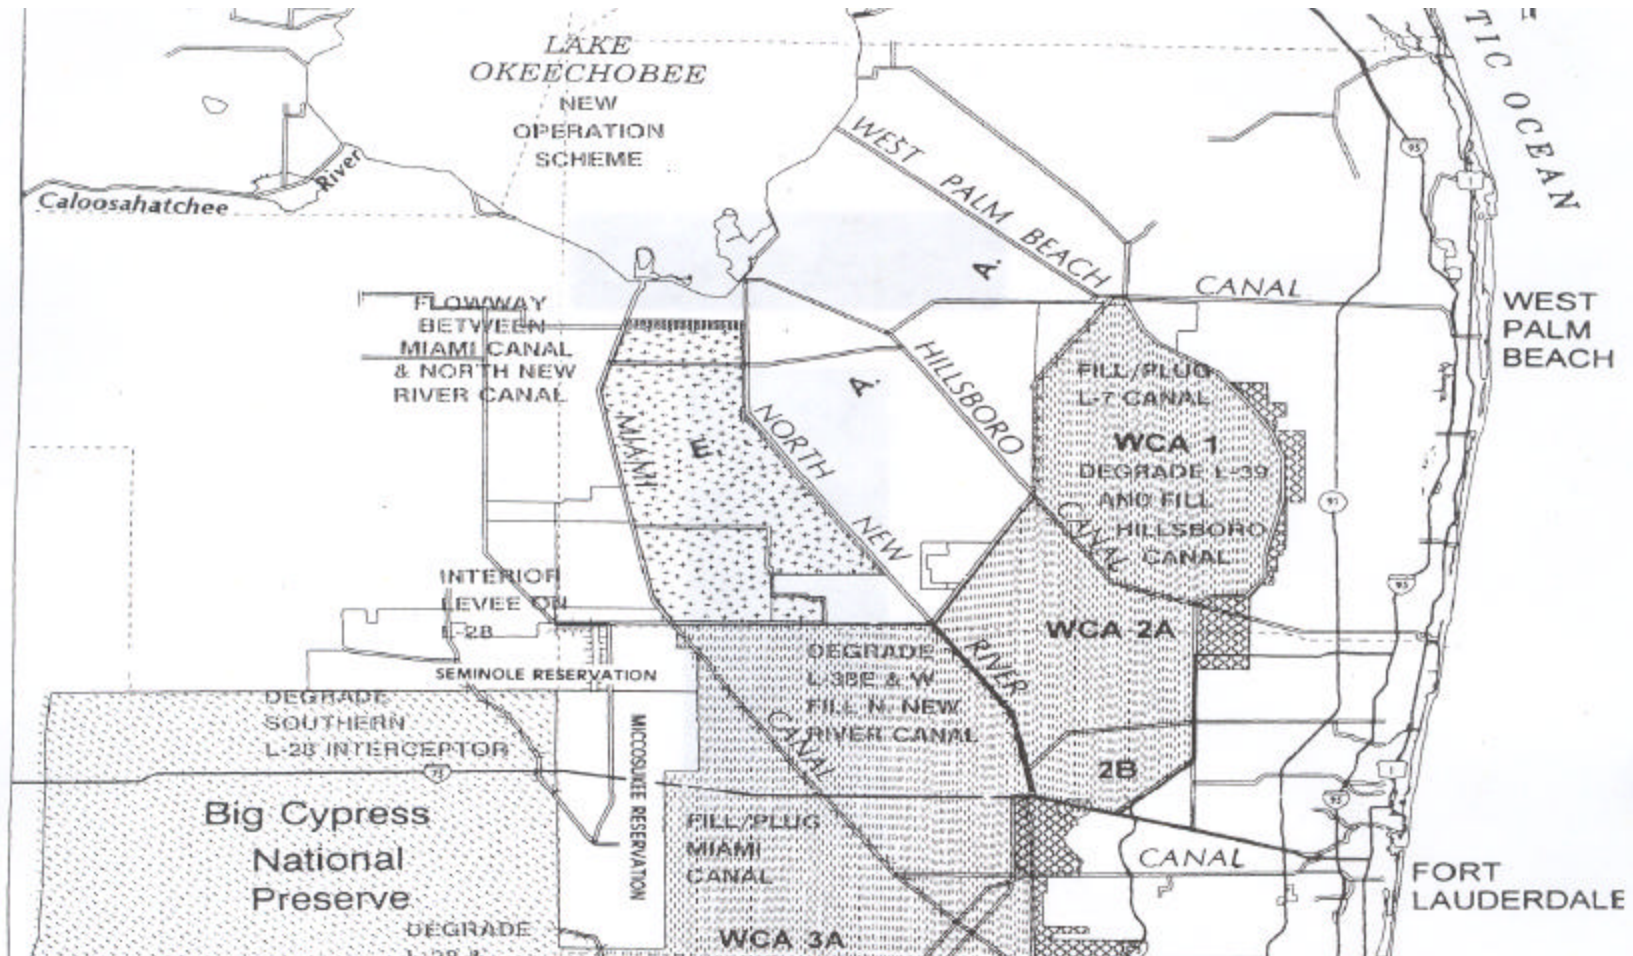 LAKE
OKEECHOBEE
NEW
OPERATION
SCHEME
TIC OCEAN
95
WEST PALM BEACH CANAL
Caloosahatchee River
A.
FLOWWAY
BETWEEN
MIAMI CANAL
& NORTH NEW
RIVER CANAL
WEST
PALM
BEACH
HILLSBORO CANAL
A.
FILL/PLUG
L-7 CANAL
WCA 1
DEGRADE L-39
AND FILL
HILLSBORO
CANAL
MIAMI CANAL
E.
NORTH NEW RIVER CANAL
INTERIOR
LEVEE ON
L-28
95
WCA 2A
SEMINOLE RESERVATION
DEGRADE
L-38E & W
FILL N. NEW
RIVER CANAL
DEGRADE
SOUTHERN
L-28 INTERCEPTOR
MICCOSUKEE RESERVATION
75
2B
95
Big Cypress
National
Preserve
FILL/PLUG
MIAMI
CANAL
FORT
LAUDERDALE
DEGRADE
WCA 3A